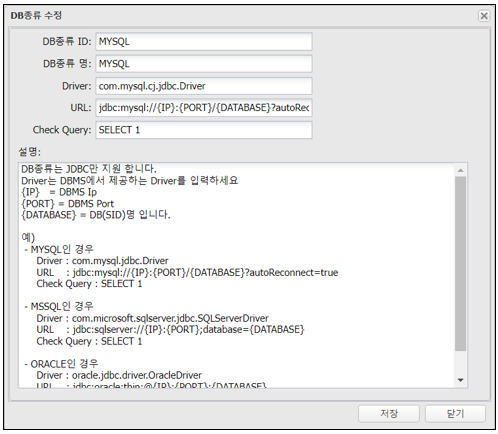 DB종류 수정
DB종류 ID: MYSQL
DB종류 명: MYSQL
Driver: com.mysql.cj.jdbc.Driver
URL: jdbc:mysql://{IP}:{PORT}/{DATABASE}?autoRec
Check Query: SELECT 1
설명:
DB종류는 JDBC만 지원 합니다.
Driver는 DBMS에서 제공하는 Driver를 입력하세요
{IP} = DBMS Ip
{PORT} = DBMS Port
{DATABASE} = DB(SID)명 입니다.
예)
- MYSQL인 경우
Driver : com.mysql.jdbc.Driver
URL : jdbc:mysql://{IP}:{PORT}/{DATABASE}?autoReconnect=true
Check Query : SELECT 1
- MSSQL인 경우
Driver : com.microsoft.sqlserver.jdbc.SQLServerDriver
URL : jdbc:sqlserver://{IP}:{PORT};database={DATABASE}
Check Query : SELECT 1
- ORACLE인 경우
Driver : oracle.jdbc.driver.OracleDriver
URL : jdbc:oracle:thin:@{IP}:{PORT}:{DATABASE}
저장 닫기